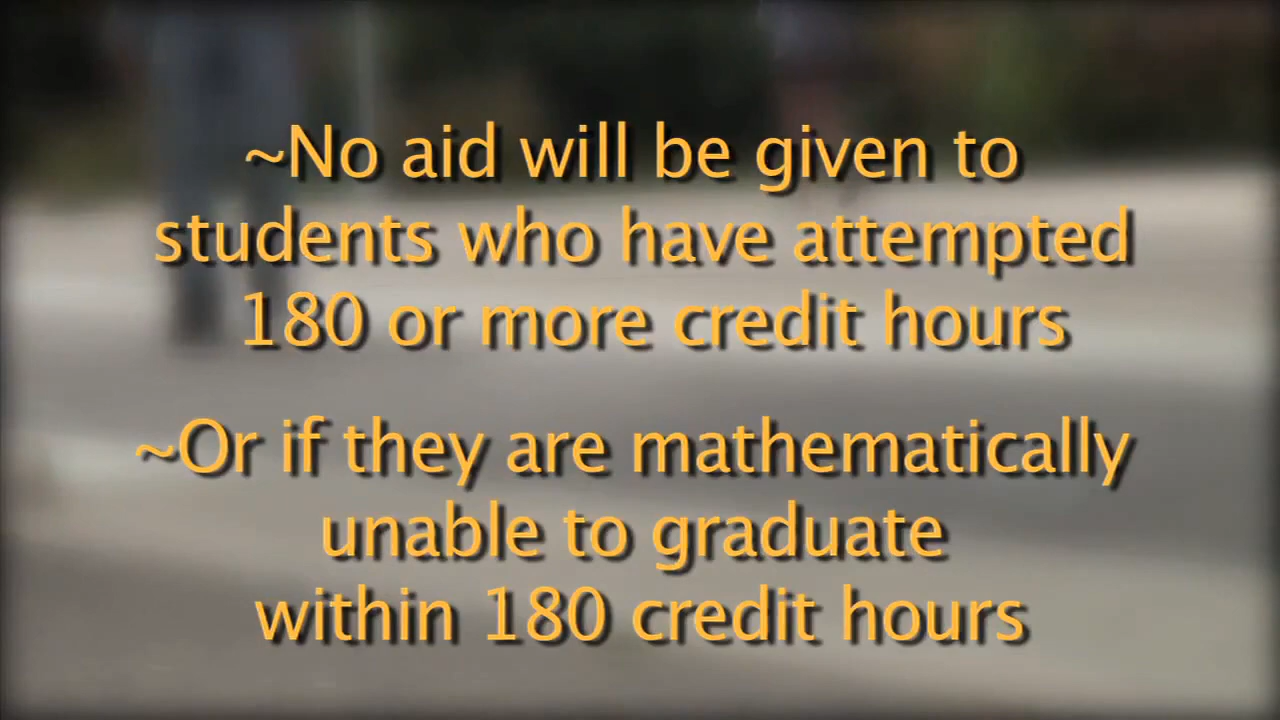 ~No aid will be given to
students who have attempted
180 or more credit hours
~Or if they are mathematically
unable to graduate
within 180 credit hours